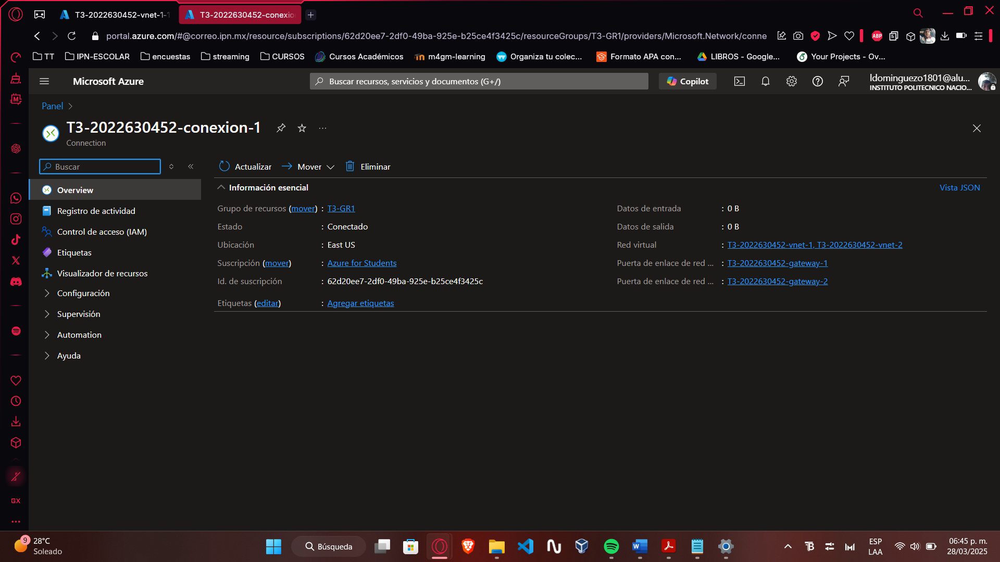 T3-2022630452-vnet-1-1
T3-2022630452-conexio
portal.azure.com/#@correo.ipn.mx/resource/subscriptions/62d20ee7-2df0-49ba-925e-b25ce4f3425c/resourceGroups/T3-GR1/providers/Microsoft.Network/conne
ABP
TT
IPN-ESCOLAR
encuestas
streaming
CURSOS
Cursos Académicos
m4gm-learning
Organiza tu colec...
Formato APA con...
LIBROS - Google...
Your Projects - Ov...
Microsoft Azure
Buscar recursos, servicios y documentos (G+/)
Copilot
ldominguezo1801@alu...
INSTITUTO POLITECNICO NACIO...
Panel
T3-2022630452-conexion-1
Connection
Buscar
Overview
Registro de actividad
Control de acceso (IAM)
Etiquetas
Visualizador de recursos
Configuración
Supervisión
Automation
Ayuda
Actualizar
Mover
Eliminar
Información esencial
Vista JSON
Grupo de recursos (mover) : T3-GR1
Estado : Conectado
Ubicación : East US
Suscripción (mover) : Azure for Students
Id. de suscripción : 62d20ee7-2df0-49ba-925e-b25ce4f3425c
Etiquetas (editar) : Agregar etiquetas
Datos de entrada : 0 B
Datos de salida : 0 B
Red virtual : T3-2022630452-vnet-1, T3-2022630452-vnet-2
Puerta de enlace de red ... : T3-2022630452-gateway-1
Puerta de enlace de red ... : T3-2022630452-gateway-2
GX
9
28°C
Soleado
Búsqueda
ESP
LAA
06:45 p. m.
28/03/2025